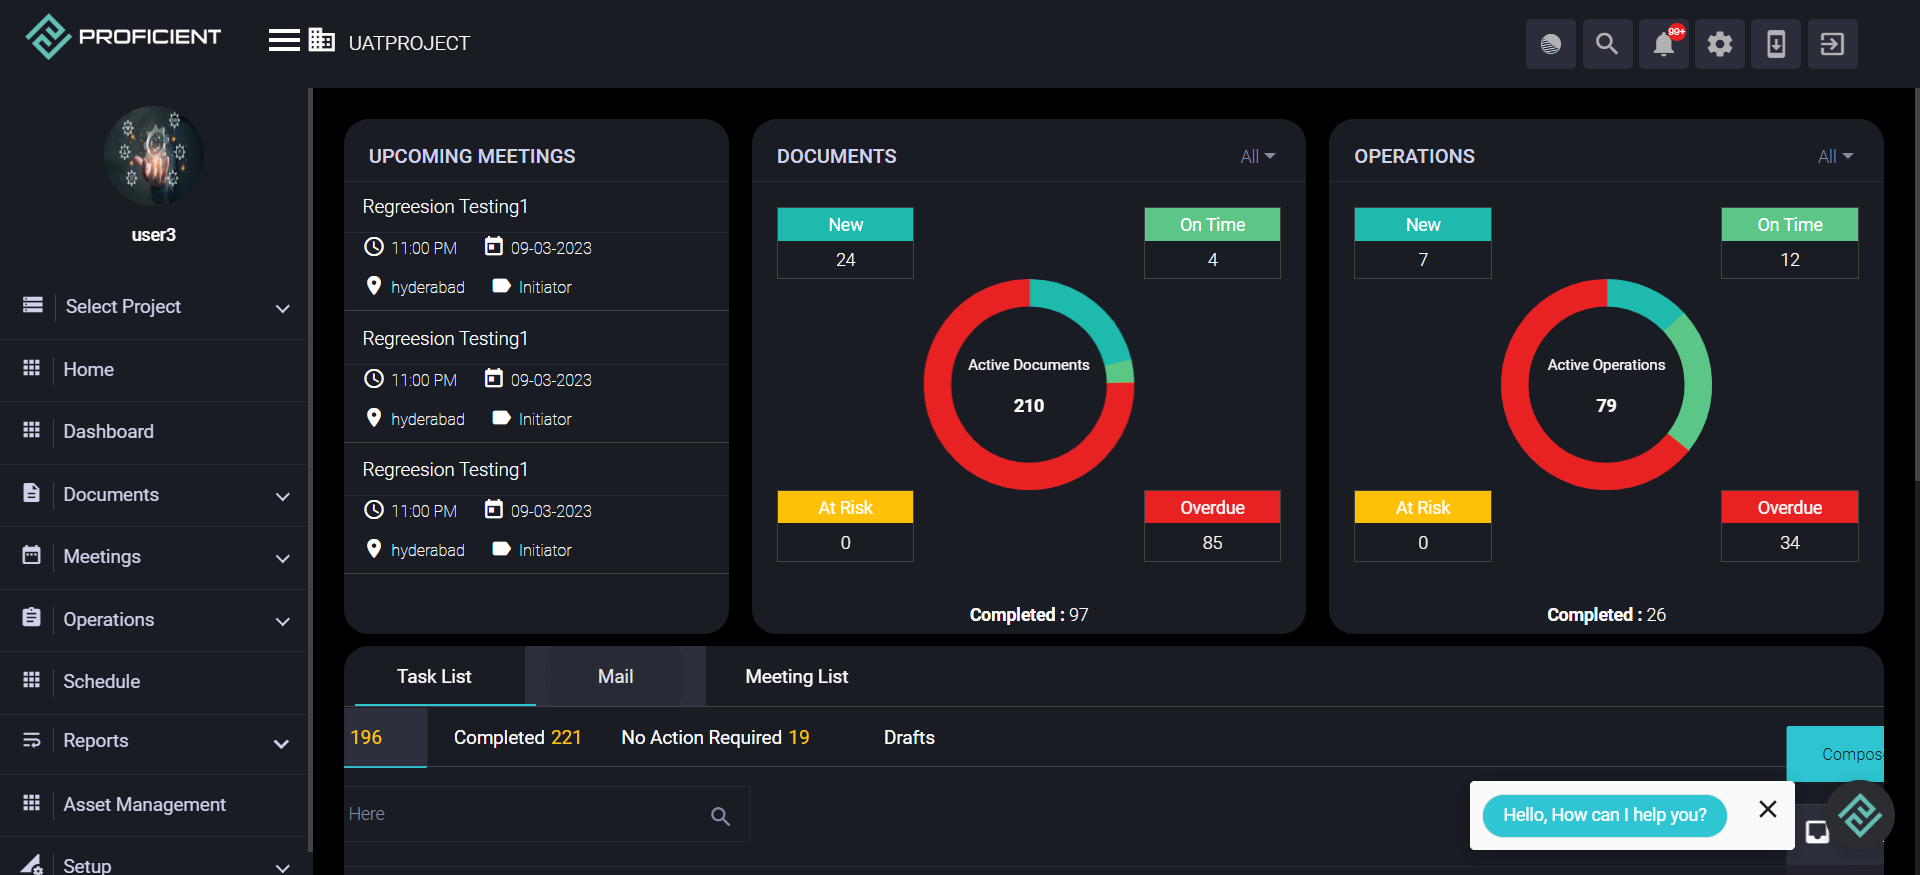 PROFICIENT
UATPROJECT
99+
user3
Select Project
Home
Dashboard
Documents
Meetings
Operations
Schedule
Reports
Asset Management
Setup
UPCOMING MEETINGS
Regreesion Testing1
11:00 PM 09-03-2023
hyderabad Initiator
Regreesion Testing1
11:00 PM 09-03-2023
hyderabad Initiator
Regreesion Testing1
11:00 PM 09-03-2023
hyderabad Initiator
DOCUMENTS All
New
24
On Time
4
Active Documents
210
At Risk
0
Overdue
85
Completed : 97
OPERATIONS All
New
7
On Time
12
Active Operations
79
At Risk
0
Overdue
34
Completed : 26
Task List Mail Meeting List
196 Completed 221 No Action Required 19 Drafts
Compos
Here
Hello, How can I help you?